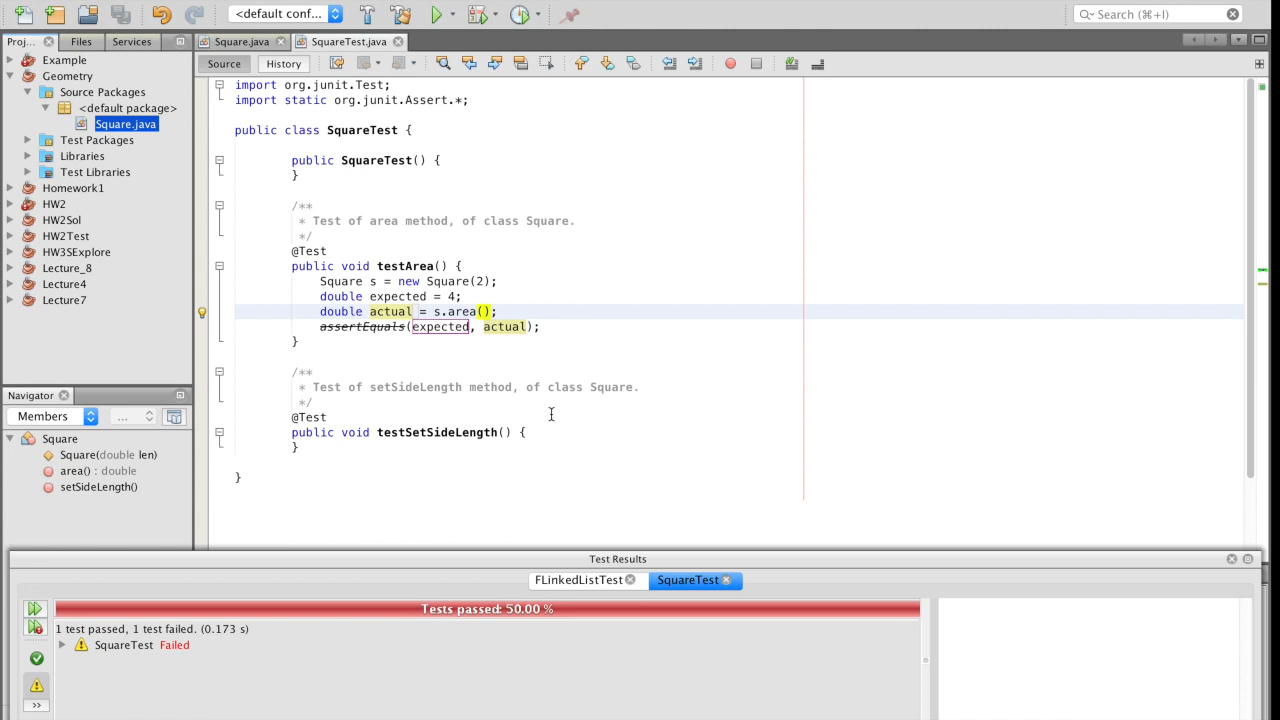 <default conf...
Search (⌘+I)
Proj...
Files
Services
Square.java
SquareTest.java
Source
History
Example
Geometry
Source Packages
<default package>
Square.java
Test Packages
Libraries
Test Libraries
Homework1
HW2
HW2Sol
HW2Test
HW3SExplore
Lecture_8
Lecture4
Lecture7
import org.junit.Test;
import static org.junit.Assert.*;
public class SquareTest {
public SquareTest() {
}
/**
* Test of area method, of class Square.
*/
@Test
public void testArea() {
Square s = new Square(2);
double expected = 4;
double actual = s.area();
assertEquals(expected, actual);
}
/**
* Test of setSideLength method, of class Square.
*/
@Test
public void testSetSideLength() {
}
}
Navigator
Members
...
Square
Square(double len)
area() : double
setSideLength()
Test Results
FLinkedListTest
SquareTest
Tests passed: 50.00 %
1 test passed, 1 test failed. (0.173 s)
SquareTest Failed
>>